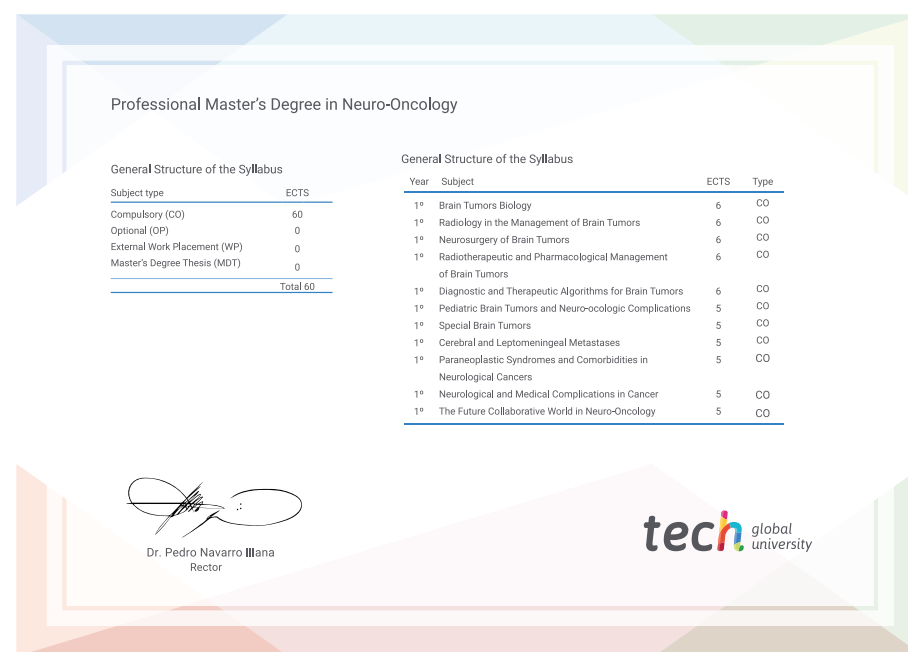 Professional Master's Degree in Neuro-Oncology
General Structure of the Syllabus
Subject type ECTS
Compulsory (CO) 60
Optional (OP) 0
External Work Placement (WP) 0
Master's Degree Thesis (MDT) 0
Total 60
General Structure of the Syllabus
Year Subject ECTS Type
1º Brain Tumors Biology 6 CO
1º Radiology in the Management of Brain Tumors 6 CO
1º Neurosurgery of Brain Tumors 6 CO
1º Radiotherapeutic and Pharmacological Management 6 CO
of Brain Tumors
1º Diagnostic and Therapeutic Algorithms for Brain Tumors 6 CO
1º Pediatric Brain Tumors and Neuro-ocologic Complications 5 CO
1º Special Brain Tumors 5 CO
1º Cerebral and Leptomeningeal Metastases 5 CO
1º Paraneoplastic Syndromes and Comorbidities in 5 CO
Neurological Cancers
1º Neurological and Medical Complications in Cancer 5 CO
1º The Future Collaborative World in Neuro-Oncology 5 CO
Dr. Pedro Navarro Illana
Rector
tech global
university